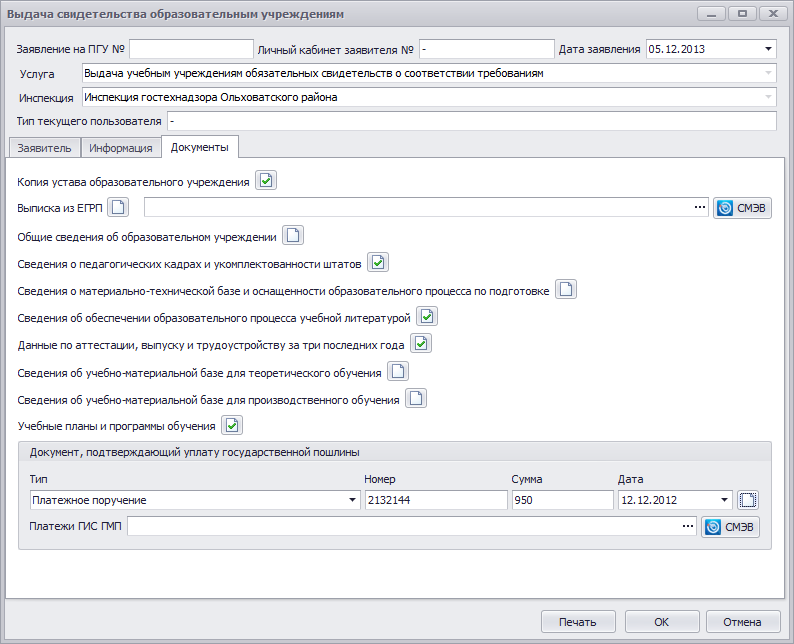 Выдача свидетельства образовательным учреждениям
Заявление на ПГУ № Личный кабинет заявителя № - Дата заявления 05.12.2013
Услуга Выдача учебным учреждениям обязательных свидетельств о соответствии требованиям
Инспекция Инспекция гостехнадзора Ольховатского района
Тип текущего пользователя -
Заявитель Информация Документы
Копия устава образовательного учреждения
Выписка из ЕГРП ... СМЭВ
Общие сведения об образовательном учреждении
Сведения о педагогических кадрах и укомплектованности штатов
Сведения о материально-технической базе и оснащенности образовательного процесса по подготовке
Сведения об обеспечении образовательного процесса учебной литературой
Данные по аттестации, выпуску и трудоустройству за три последних года
Сведения об учебно-материальной базе для теоретического обучения
Сведения об учебно-материальной базе для производственного обучения
Учебные планы и программы обучения
Документ, подтверждающий уплату государственной пошлины
Тип Номер Сумма Дата
Платежное поручение 2132144 950 12.12.2012
Платежи ГИС ГМП ... СМЭВ
Печать ОК Отмена